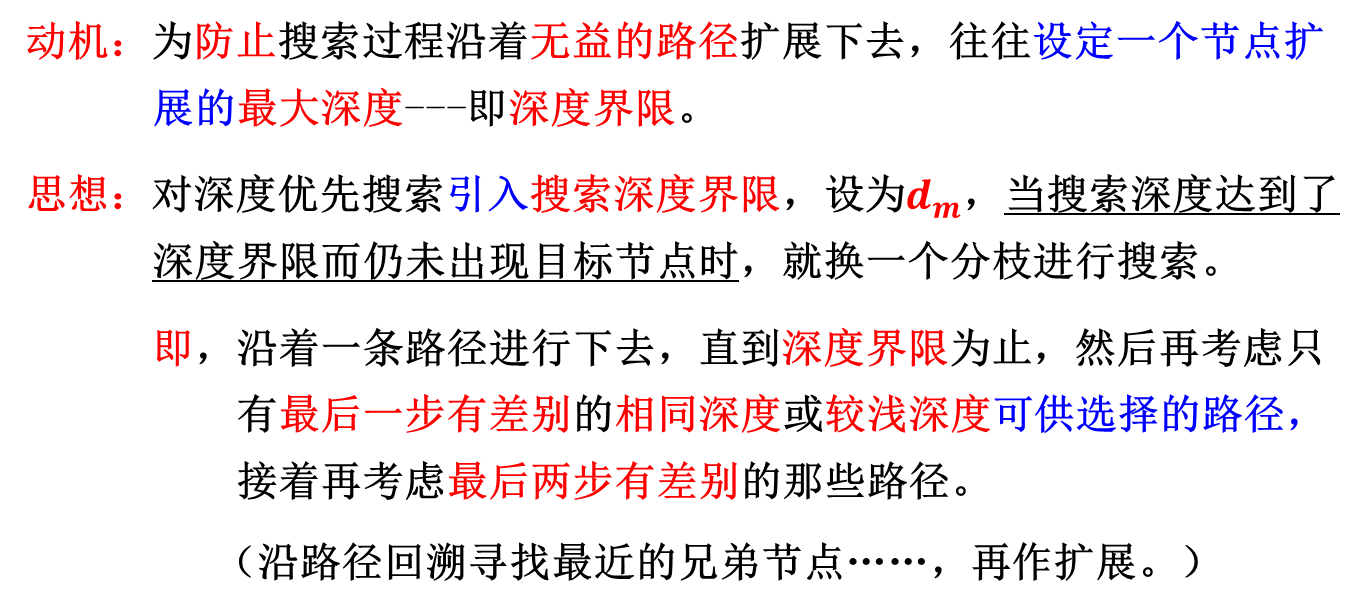 动机：为防止搜索过程沿着无益的路径扩展下去，往往设定一个节点扩
展的最大深度---即深度界限。
思想：对深度优先搜索引入搜索深度界限，设为dₘ，当搜索深度达到了
深度界限而仍未出现目标节点时，就换一个分枝进行搜索。
即，沿着一条路径进行下去，直到深度界限为止，然后再考虑只
有最后一步有差别的相同深度或较浅深度可供选择的路径，
接着再考虑最后两步有差别的那些路径。
（沿路径回溯寻找最近的兄弟节点……，再作扩展。）